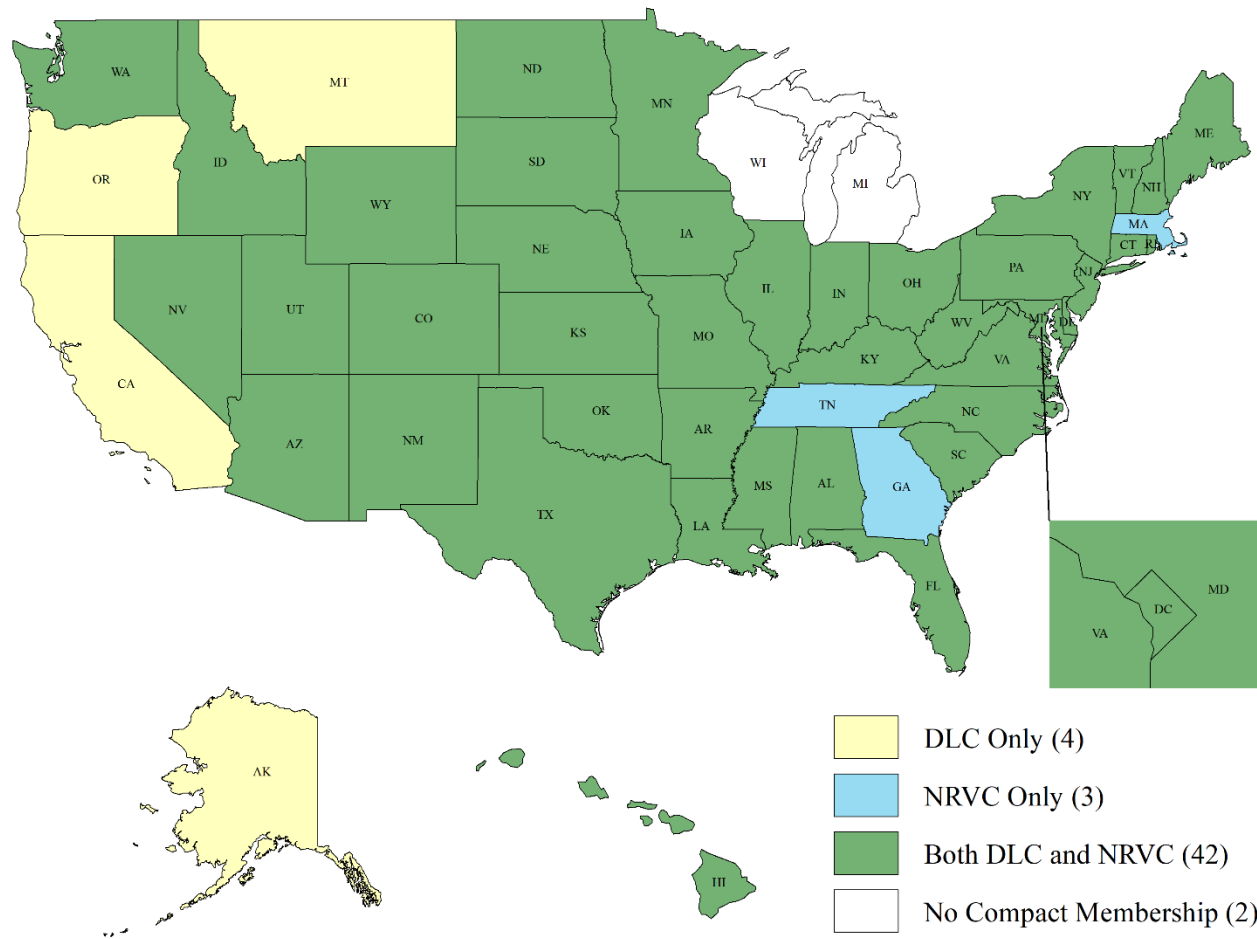 WA
MT
ND
MN
OR
ID
SD
WI
MI
ME
VT
NH
NY
WY
MA
CT
RI
IA
NE
PA
NJ
NV
UT
CO
IL
IN
OH
WV
MD
DE
KS
MO
KY
VA
CA
AZ
NM
OK
AR
TN
NC
SC
MS
AL
GA
TX
LA
FL
MD
DC
VA
AK
HI
DLC Only (4)
NRVC Only (3)
Both DLC and NRVC (42)
No Compact Membership (2)